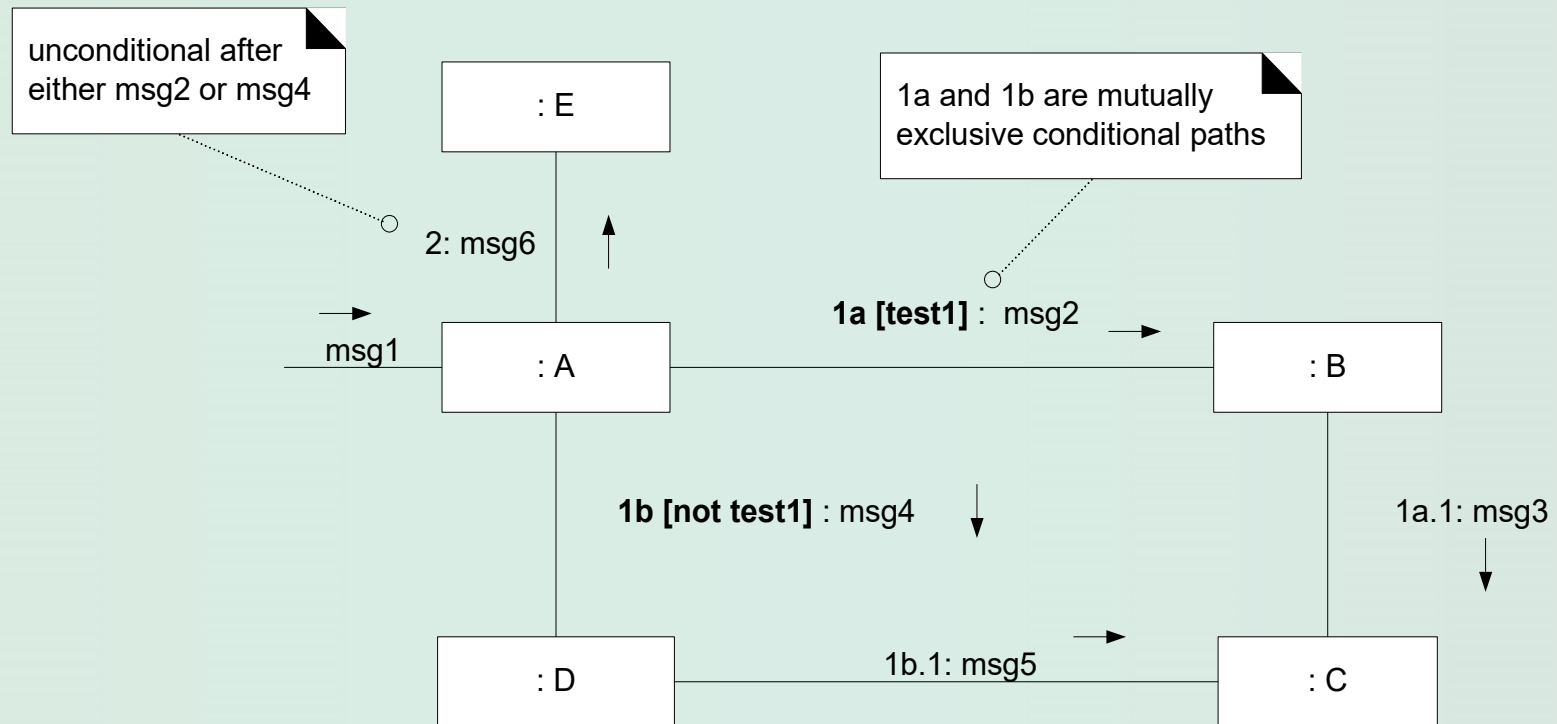 unconditional after
either msg2 or msg4
: E
1a and 1b are mutually
exclusive conditional paths
2: msg6
1a [test1] : msg2
msg1
: A
: B
1b [not test1] : msg4
1a.1: msg3
1b.1: msg5
: D
: C